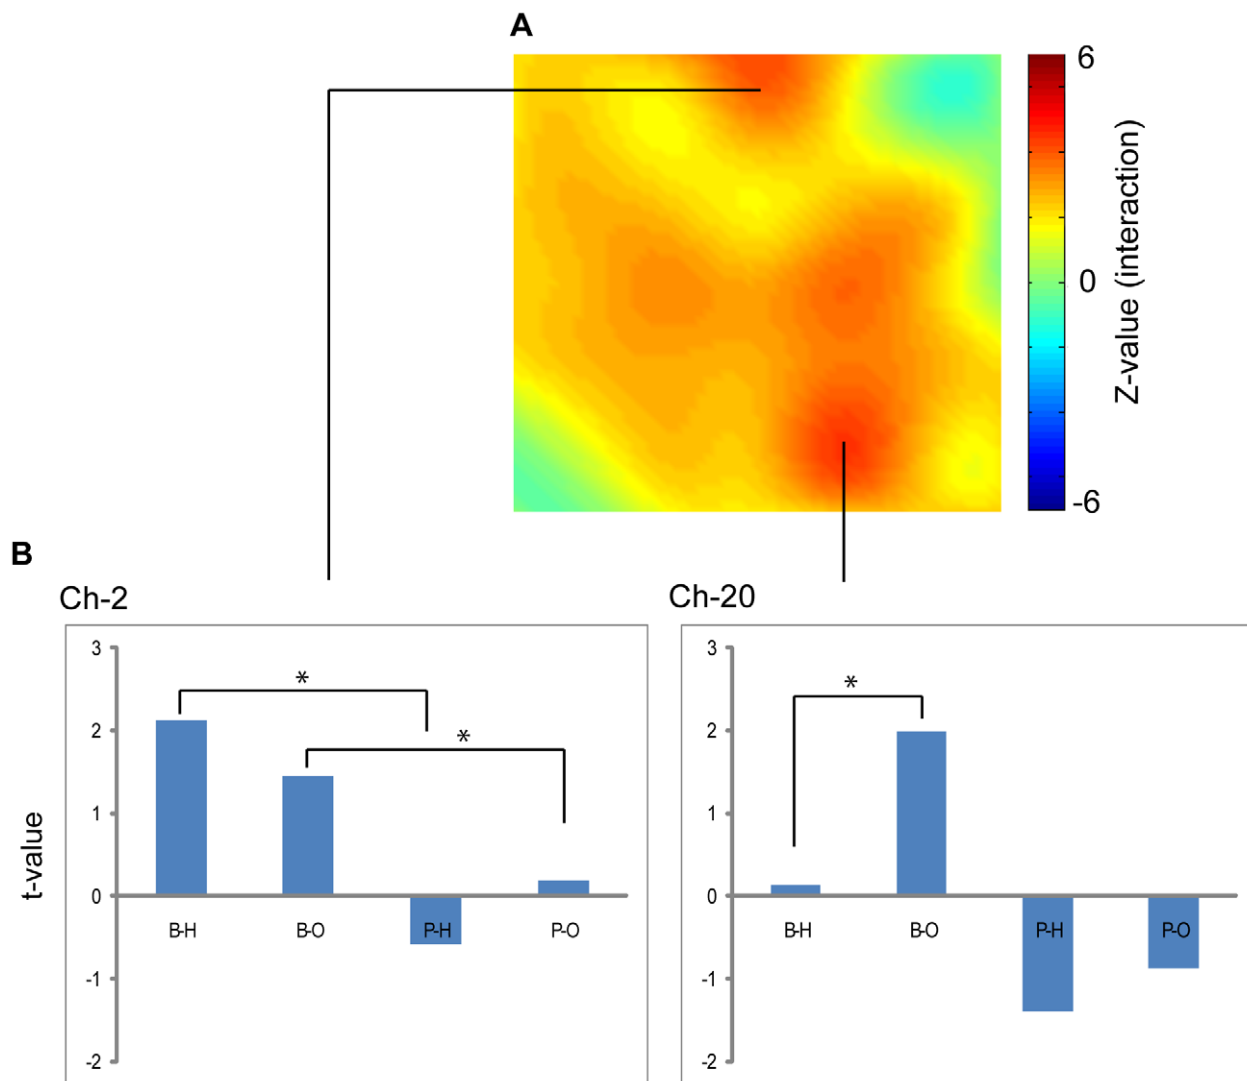 A
6
0
-6
Z-value (interaction)
B
Ch-2
Ch-20
t-value
3
2
1
0
-1
-2
*
*
B-H
B-O
P-H
P-O
3
2
1
0
-1
-2
*
B-H
B-O
P-H
P-O